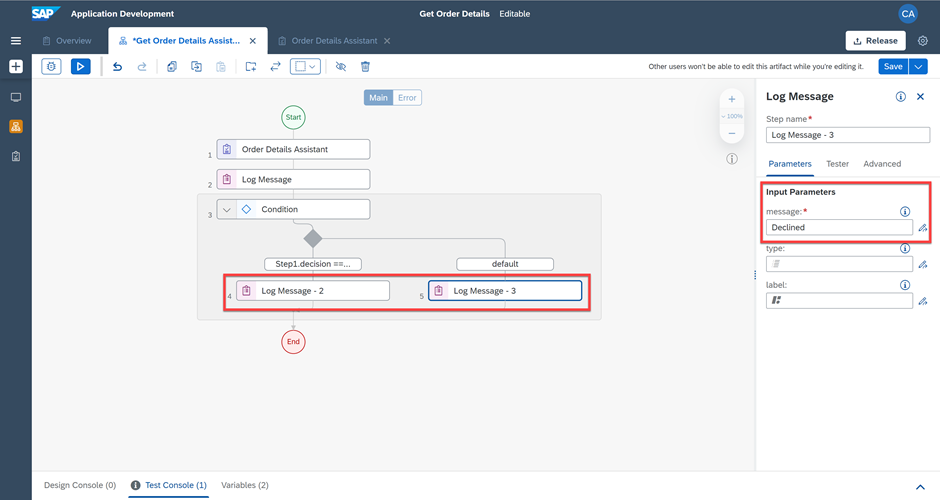 SAP Application Development Get Order Details Editable CA
Overview *Get Order Details Assist... Order Details Assistant Release
Other users won't be able to edit this artifact while you're editing it. Save
Main Error
Start
1 Order Details Assistant
2 Log Message
3 Condition
Step1.decision ==...
default
4 Log Message - 2
5 Log Message - 3
End
~ 100%
Log Message
Step name*
Log Message - 3
Parameters Tester Advanced
Input Parameters
message:*
Declined
type:
label:
Design Console (0) Test Console (1) Variables (2)